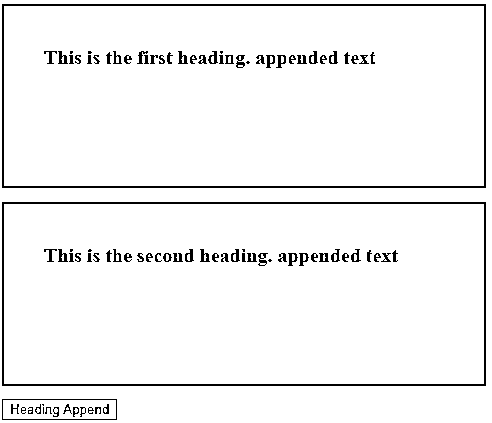 This is the first heading. appended text
This is the second heading. appended text
Heading Append